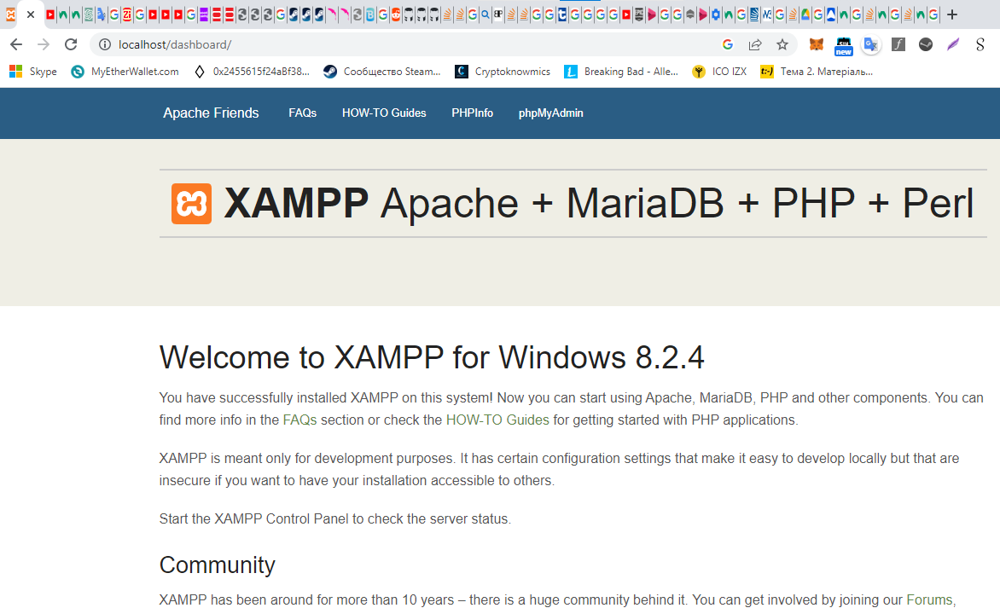 localhost/dashboard/
new
Skype
MyEtherWallet.com
0x2455615f24aBf38...
Сообщество Steam...
Cryptoknowmics
Breaking Bad - Alle...
ICO IZX
Тема 2. Матеріаль...
Apache Friends
FAQs
HOW-TO Guides
PHPInfo
phpMyAdmin
XAMPP Apache + MariaDB + PHP + Perl
Welcome to XAMPP for Windows 8.2.4
You have successfully installed XAMPP on this system! Now you can start using Apache, MariaDB, PHP and other components. You can
find more info in the FAQs section or check the HOW-TO Guides for getting started with PHP applications.
XAMPP is meant only for development purposes. It has certain configuration settings that make it easy to develop locally but that are
insecure if you want to have your installation accessible to others.
Start the XAMPP Control Panel to check the server status.
Community
XAMPP has been around for more than 10 years – there is a huge community behind it. You can get involved by joining our Forums,